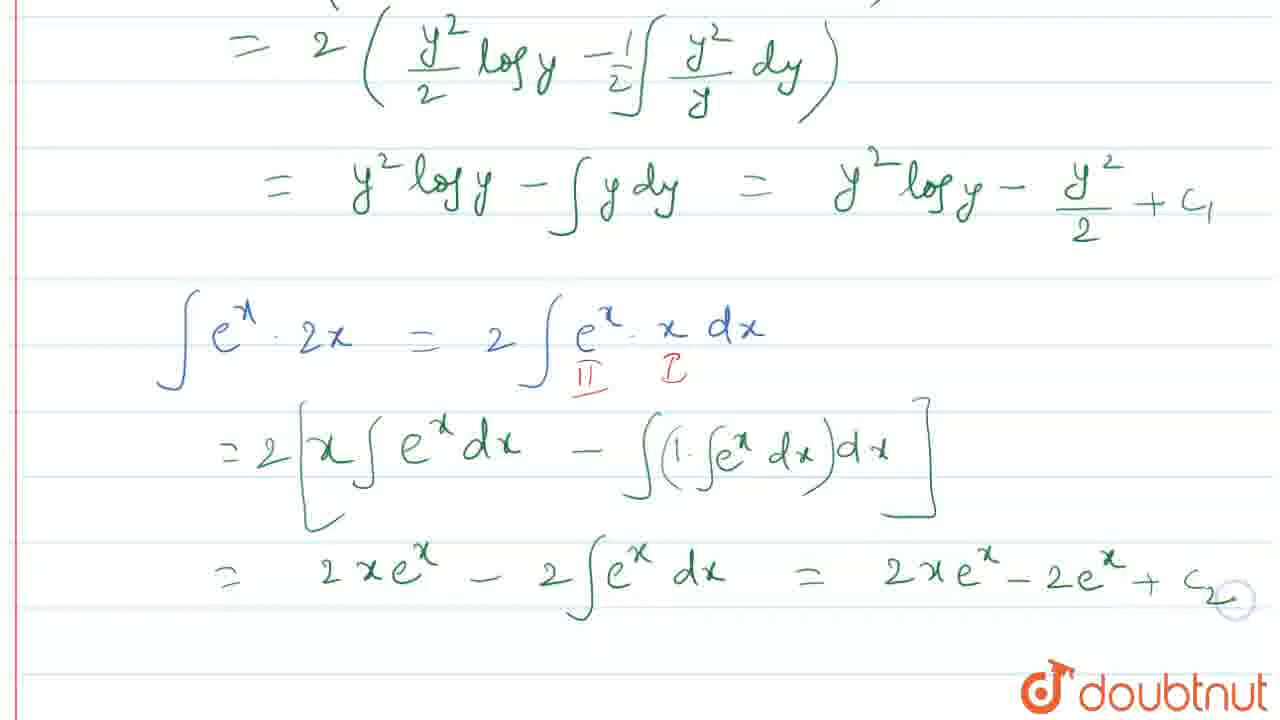 = 2 ( y²/2 log y - 1/2 ∫ y²/y dy )
= y² log y - ∫ y dy = y² log y - y²/2 + c₁
∫ eˣ · 2x = 2 ∫ eˣ · x dx
II I
= 2 [ x ∫ eˣ dx - ∫ (1 · ∫ eˣ dx) dx ]
= 2xeˣ - 2 ∫ eˣ dx = 2xeˣ - 2eˣ + c₂
doubtnut